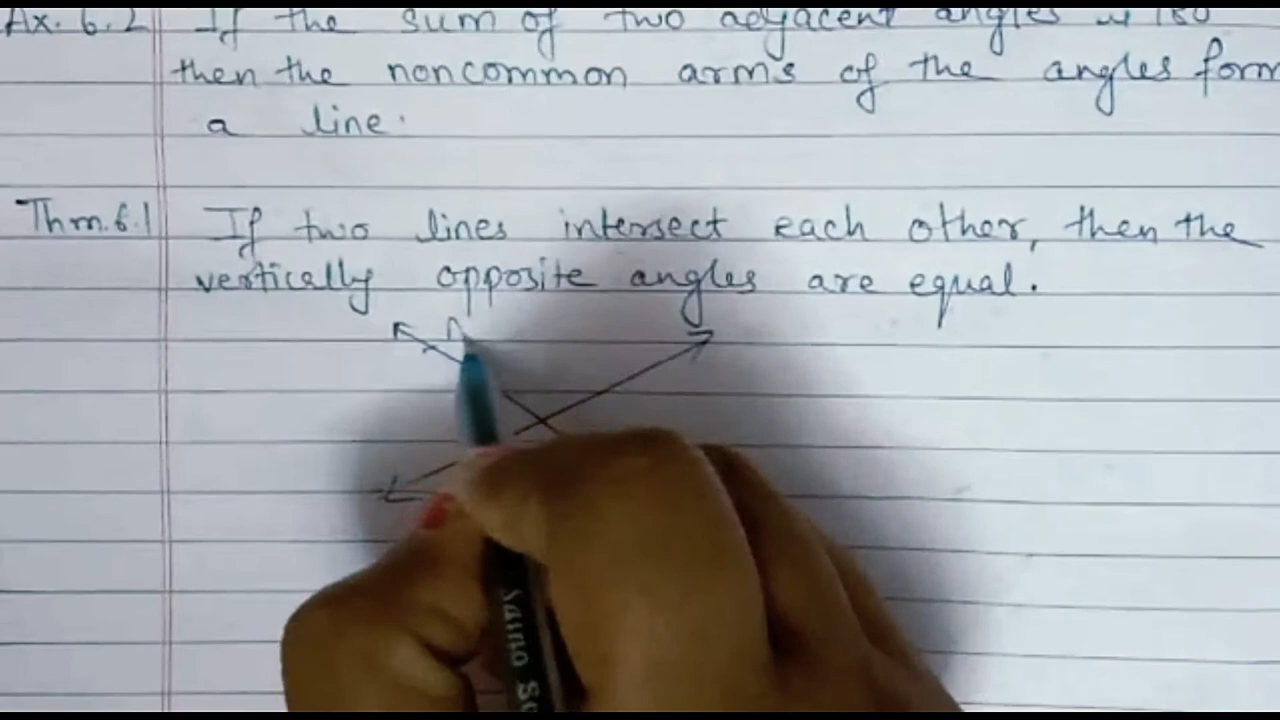 Ax. 6.2 If the sum of two adjacent angles is 180
then the noncommon arms of the angles form
a line.
Thm. 6.1 If two lines intersect each other, then the
vertically opposite angles are equal.
A
Saino